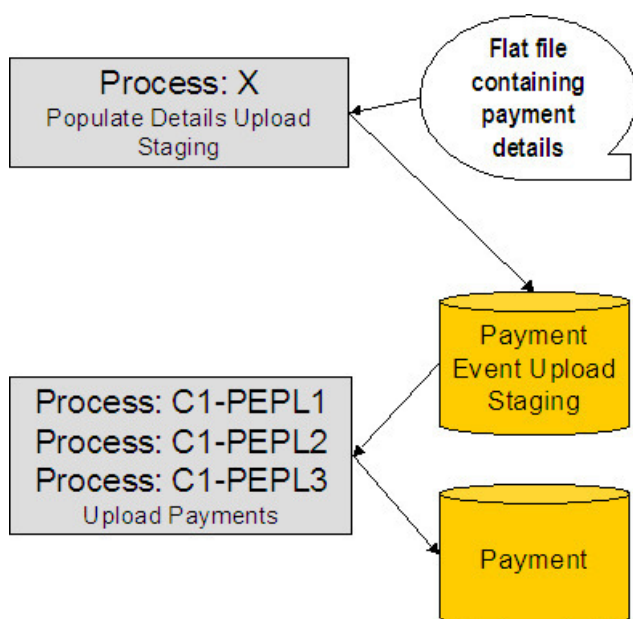 Process: X
Populate Details Upload
Staging
Flat file
containing
payment
details
Payment
Event Upload
Staging
Process: C1-PEPL1
Process: C1-PEPL2
Process: C1-PEPL3
Upload Payments
Payment